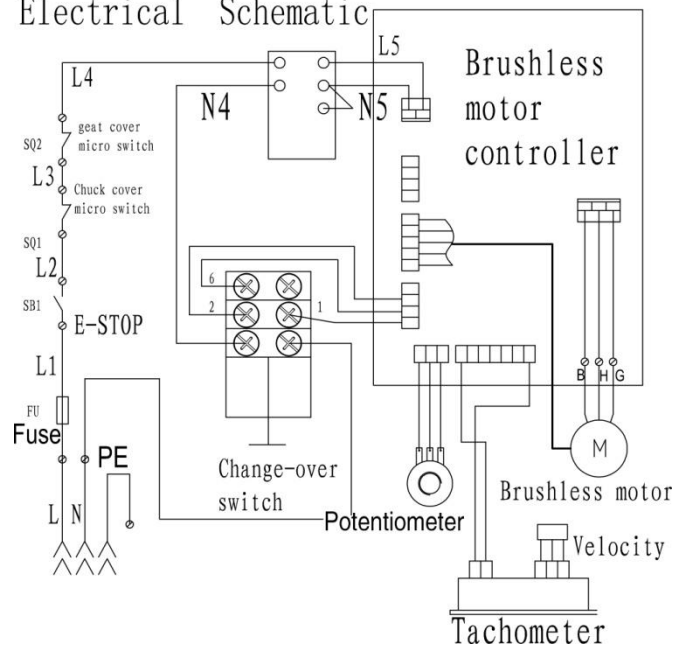 Electrical Schematic
L5
Brushless
motor
controller
L4
N4
N5
SQ2
geat cover
micro switch
L3
Chuck cover
micro switch
SQ1
L2
6
2
1
SB1
E-STOP
L1
FU
Fuse
PE
B H G
M
Change-over
switch
Brushless motor
L N
Potentiometer
Velocity
Tachometer